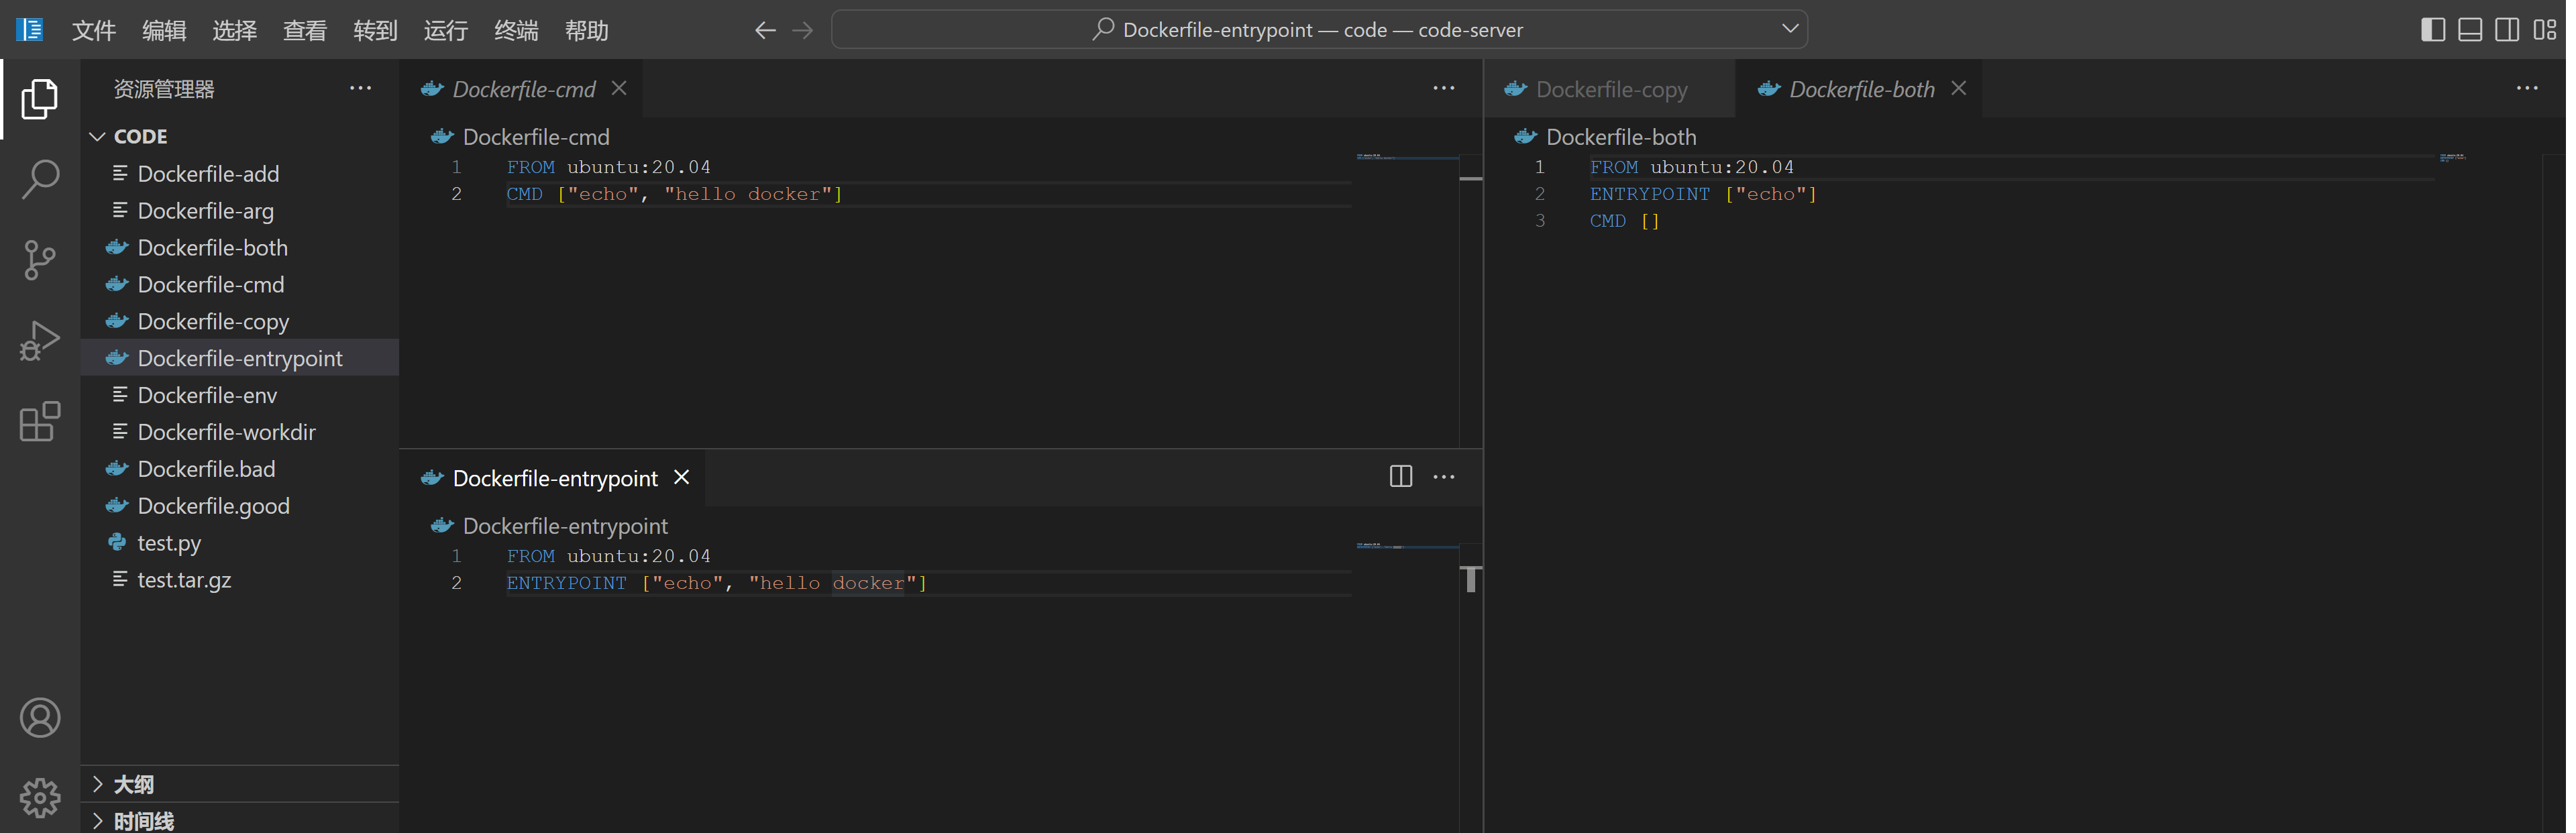 文件 编辑 选择 查看 转到 运行 终端 帮助
Dockerfile-entrypoint — code — code-server
资源管理器
CODE
Dockerfile-add
Dockerfile-arg
Dockerfile-both
Dockerfile-cmd
Dockerfile-copy
Dockerfile-entrypoint
Dockerfile-env
Dockerfile-workdir
Dockerfile.bad
Dockerfile.good
test.py
test.tar.gz
大纲
时间线
Dockerfile-cmd
Dockerfile-cmd
1 FROM ubuntu:20.04
2 CMD ["echo", "hello docker"]
Dockerfile-entrypoint
Dockerfile-entrypoint
1 FROM ubuntu:20.04
2 ENTRYPOINT ["echo", "hello docker"]
Dockerfile-copy Dockerfile-both
Dockerfile-both
1 FROM ubuntu:20.04
2 ENTRYPOINT ["echo"]
3 CMD []